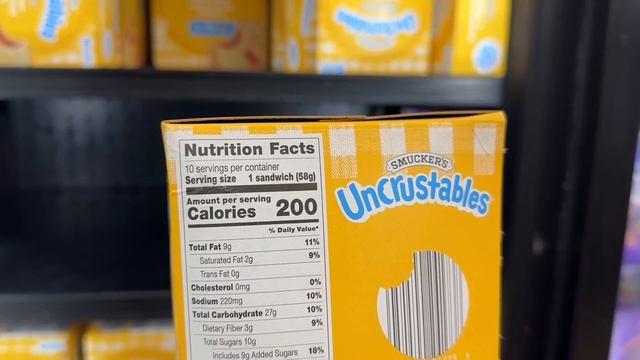 Nutrition Facts
10 servings per container
Serving size 1 sandwich (58g)
Amount per serving
Calories 200
% Daily Value*
Total Fat 9g 11%
Saturated Fat 2g 9%
Trans Fat 0g
Cholesterol 0mg 0%
Sodium 220mg 10%
Total Carbohydrate 27g 10%
Dietary Fiber 3g 9%
Total Sugars 10g
Includes 9g Added Sugars 18%
SMUCKER'S
Uncrustables